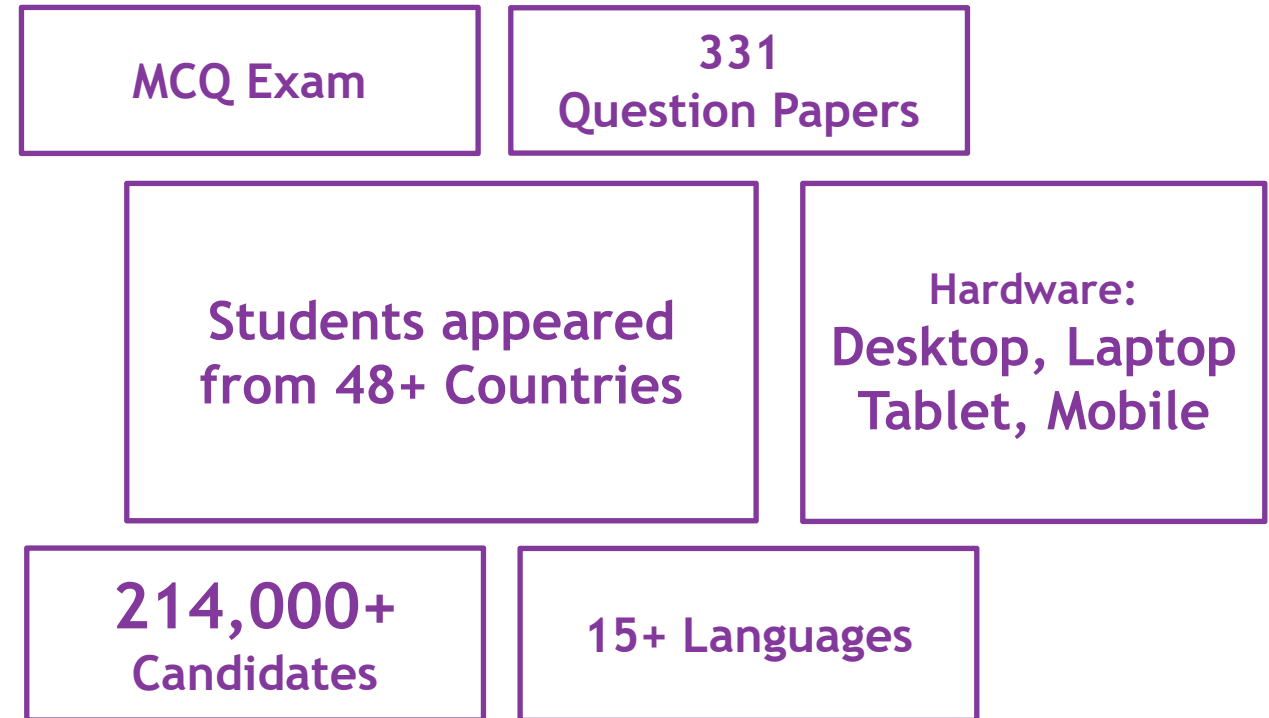 MCQ Exam
331
Question Papers
Students appeared
from 48+ Countries
Hardware:
Desktop, Laptop
Tablet, Mobile
214,000+
Candidates
15+ Languages